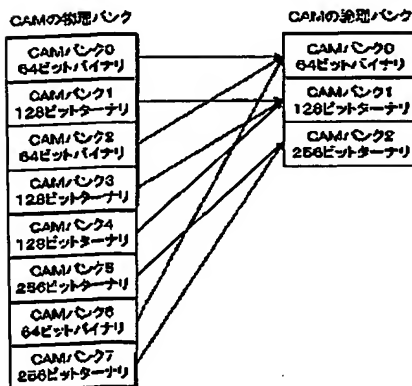 CAMの物理バンク
CAMバンク0
64ビットバイナリ
CAMバンク1
128ビットターナリ
CAMバンク2
64ビットバイナリ
CAMバンク3
128ビットターナリ
CAMバンク4
128ビットターナリ
CAMバンク5
256ビットターナリ
CAMバンク6
64ビットバイナリ
CAMバンク7
256ビットターナリ
CAMの論理バンク
CAMバンク0
64ビットバイナリ
CAMバンク1
128ビットターナリ
CAMバンク2
256ビットターナリ